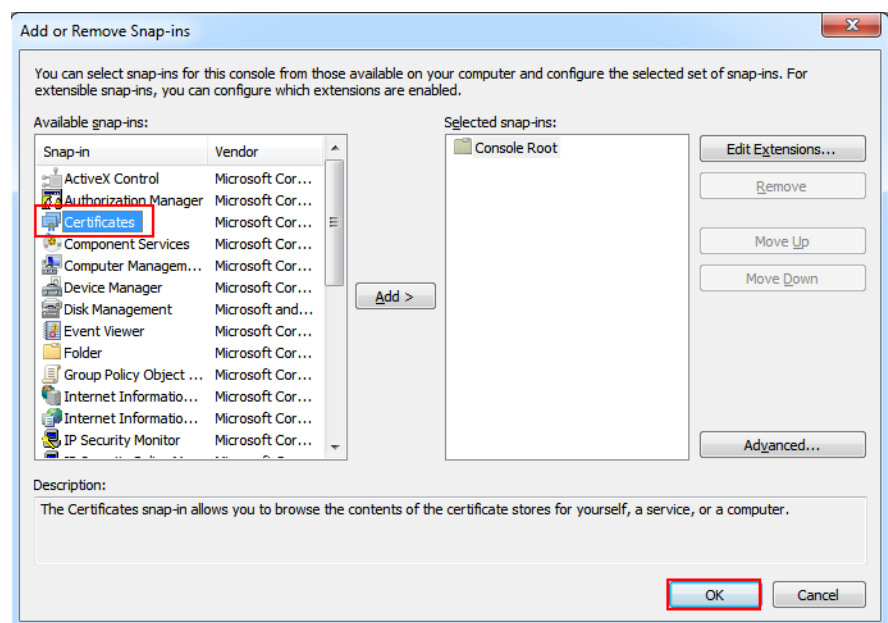 Add or Remove Snap-ins
You can select snap-ins for this console from those available on your computer and configure the selected set of snap-ins. For
extensible snap-ins, you can configure which extensions are enabled.
Available snap-ins:
Snap-in Vendor
ActiveX Control Microsoft Cor...
Authorization Manager Microsoft Cor...
Certificates Microsoft Cor...
Component Services Microsoft Cor...
Computer Managem... Microsoft Cor...
Device Manager Microsoft Cor...
Disk Management Microsoft and...
Event Viewer Microsoft Cor...
Folder Microsoft Cor...
Group Policy Object ... Microsoft Cor...
Internet Informatio... Microsoft Cor...
Internet Informatio... Microsoft Cor...
IP Security Monitor Microsoft Cor...
Add >
Selected snap-ins:
Console Root
Edit Extensions...
Remove
Move Up
Move Down
Advanced...
Description:
The Certificates snap-in allows you to browse the contents of the certificate stores for yourself, a service, or a computer.
OK
Cancel